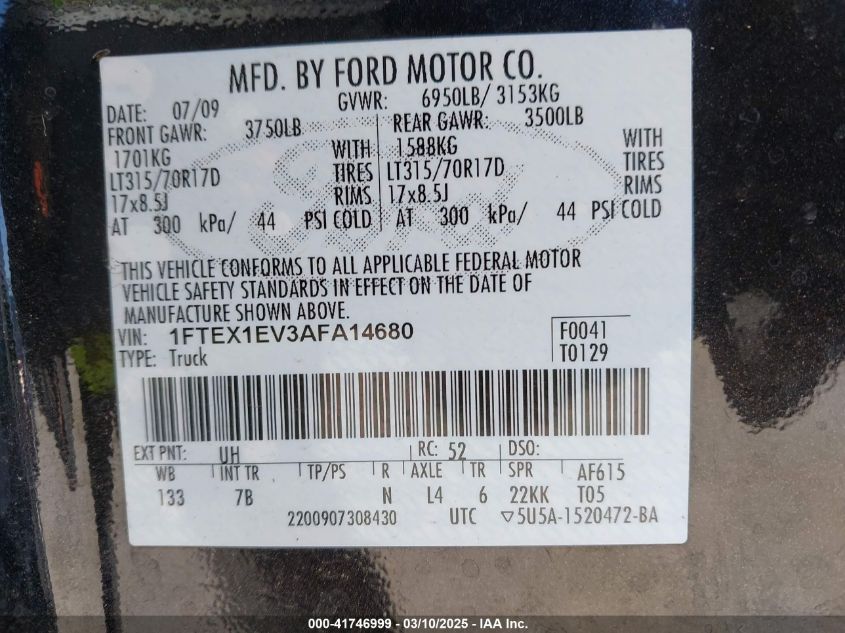 MFD. BY FORD MOTOR CO.
DATE: 07/09 GVWR: 6950LB/ 3153KG
FRONT GAWR: 3750LB REAR GAWR: 3500LB
1701KG WITH 1588KG WITH
LT315/70R17D TIRES LT315/70R17D TIRES
17x8.5J RIMS 17x8.5J RIMS
AT 300 kPa/ 44 PSI COLD AT 300 kPa/ 44 PSI COLD
THIS VEHICLE CONFORMS TO ALL APPLICABLE FEDERAL MOTOR
VEHICLE SAFETY STANDARDS IN EFFECT ON THE DATE OF
MANUFACTURE SHOWN ABOVE.
VIN: 1FTEX1EV3AFA14680 F0041
TYPE: Truck T0129
EXT PNT: UH RC: 52 DSO:
WB INT TR TP/PS R AXLE TR SPR AF615
133 7B N L4 6 22KK T05
2200907308430 UTC ▽5U5A-1520472-BA
000-41746999 — 03/10/2025 — IAA Inc.